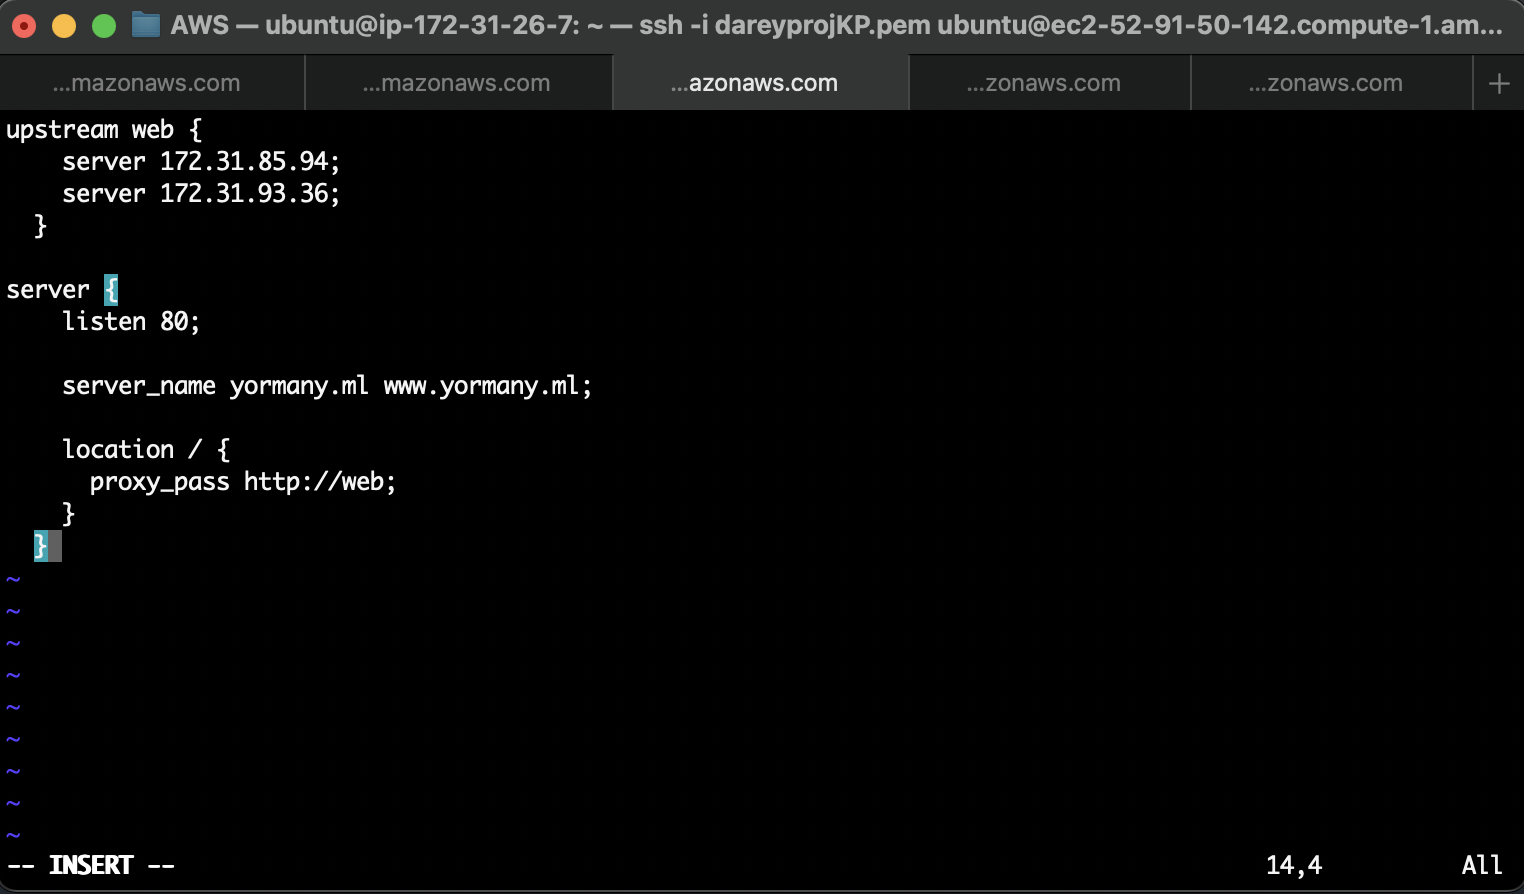 AWS — ubuntu@ip-172-31-26-7: ~ — ssh -i dareyprojKP.pem ubuntu@ec2-52-91-50-142.compute-1.am...
...mazonaws.com ...mazonaws.com ...azonaws.com ...zonaws.com ...zonaws.com +
upstream web {
    server 172.31.85.94;
    server 172.31.93.36;
  }
server {
    listen 80;
    server_name yormany.ml www.yormany.ml;
    location / {
      proxy_pass http://web;
    }
  }
~
~
~
~
~
~
~
~
~
-- INSERT -- 14,4 All